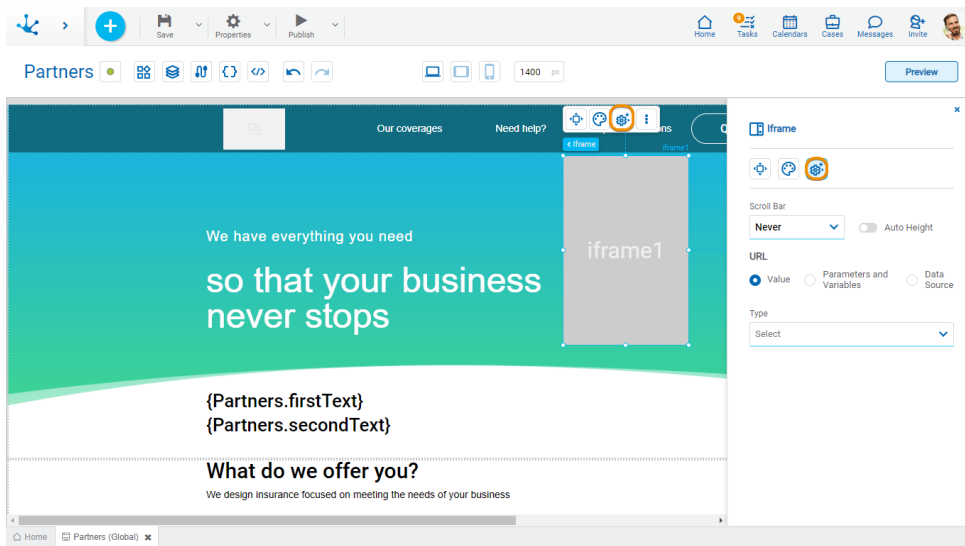 Save
Properties
Publish
Home
9
Tasks
Calendars
Cases
Messages
Invite
Partners
1400 px
Preview
Our coverages
Need help?
ns
Q
< Iframe
iframe1
iframe1
We have everything you need
so that your business
never stops
{Partners.firstText}
{Partners.secondText}
What do we offer you?
We design insurance focused on meeting the needs of your business
Iframe
Scroll Bar
Never
Auto Height
URL
Value
Parameters and
Variables
Data
Source
Type
Select
Home
Partners (Global)